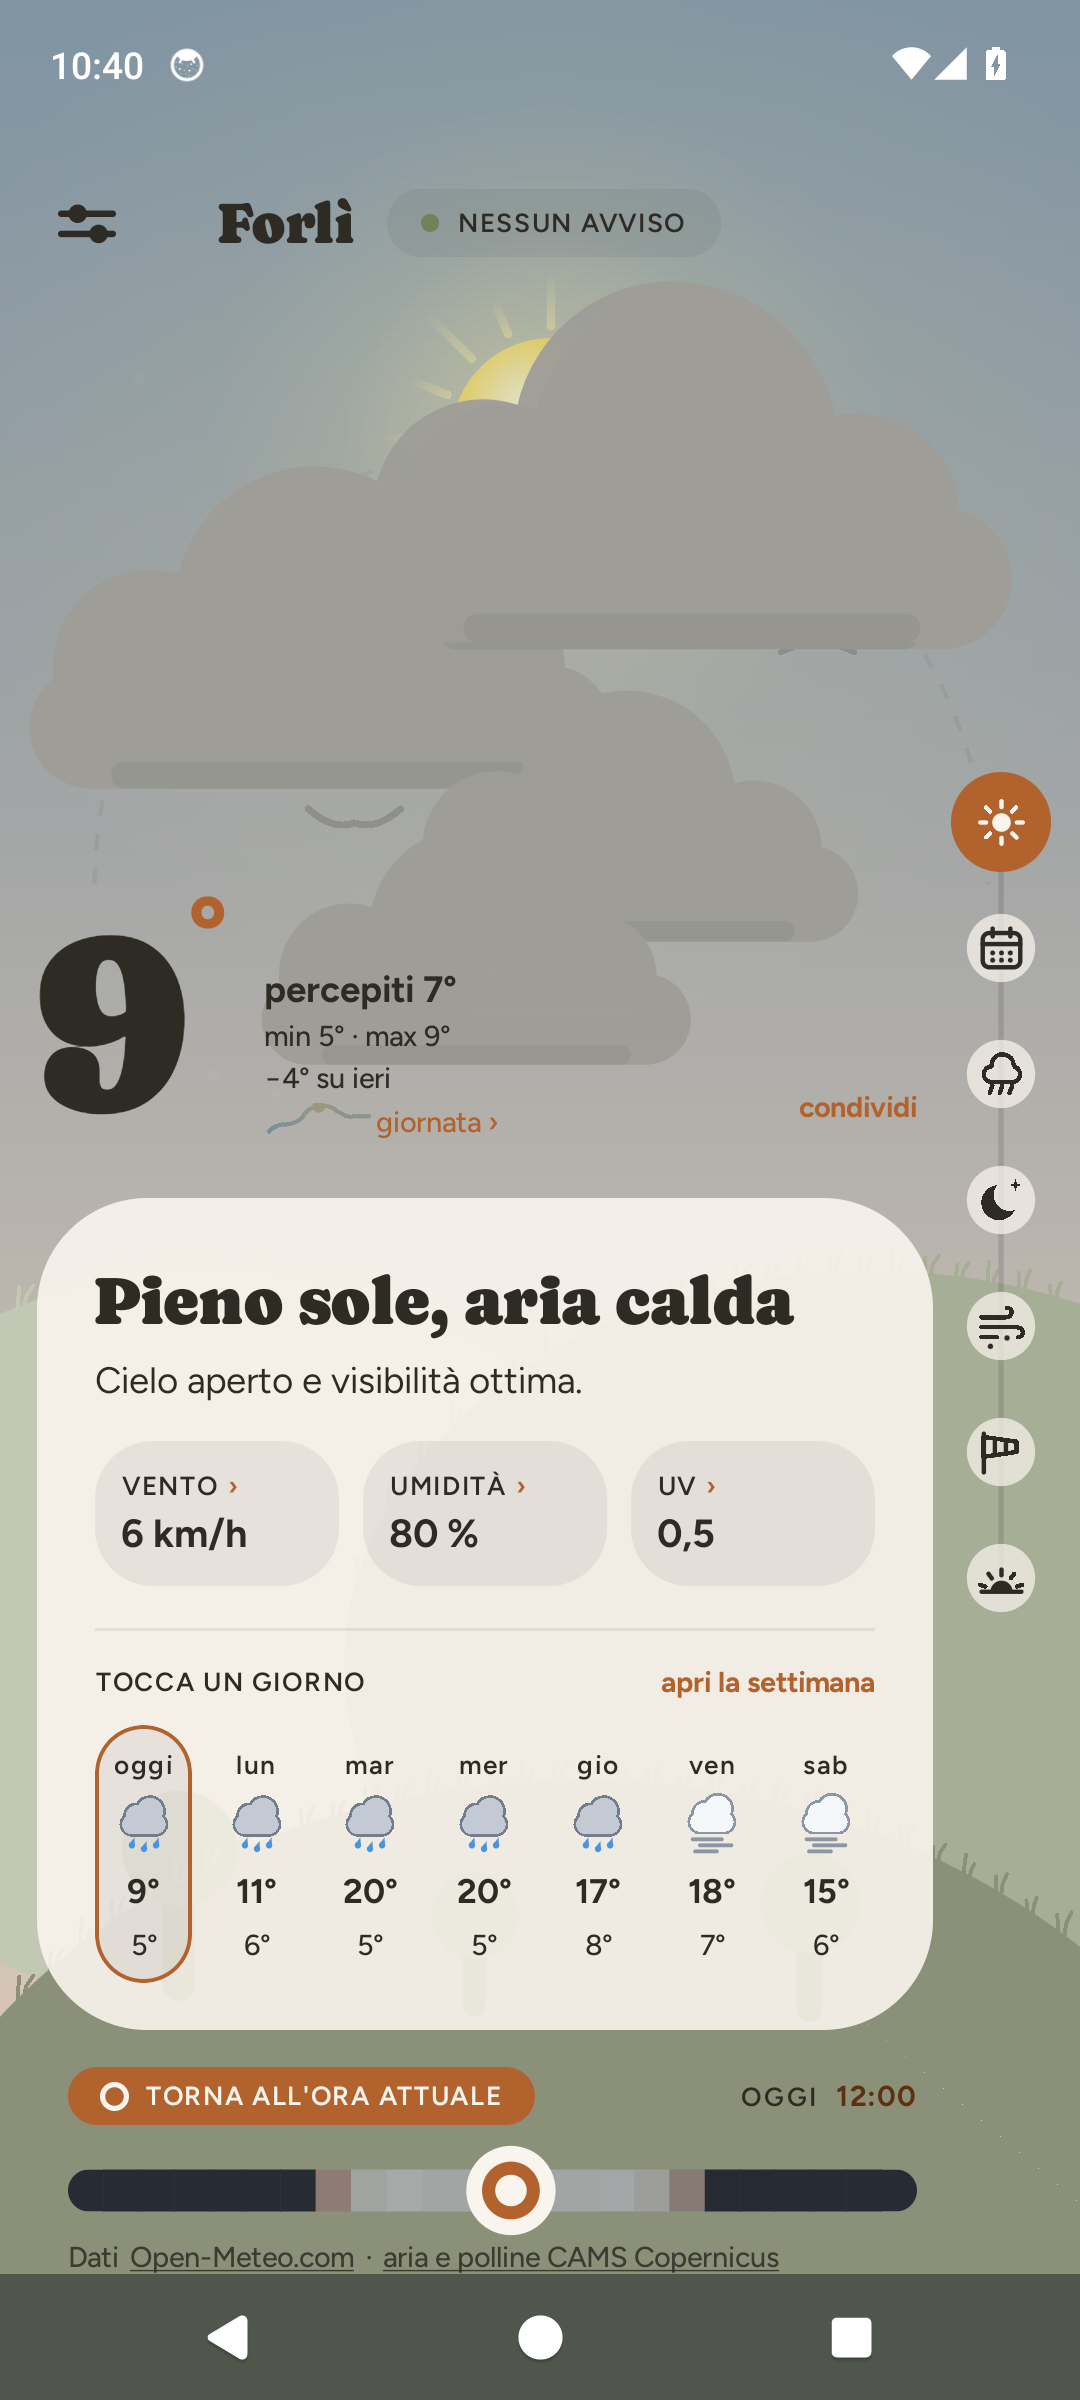 10:40
Forlì
NESSUN AVVISO
9°
percepiti 7°
min 5° · max 9°
−4° su ieri
giornata ›
condividi
Pieno sole, aria calda
Cielo aperto e visibilità ottima.
VENTO › UMIDITÀ › UV ›
6 km/h 80 % 0,5
TOCCA UN GIORNO apri la settimana
oggi lun mar mer gio ven sab
9° 11° 20° 20° 17° 18° 15°
5° 6° 5° 5° 8° 7° 6°
TORNA ALL'ORA ATTUALE OGGI 12:00
Dati Open-Meteo.com · aria e polline CAMS Copernicus